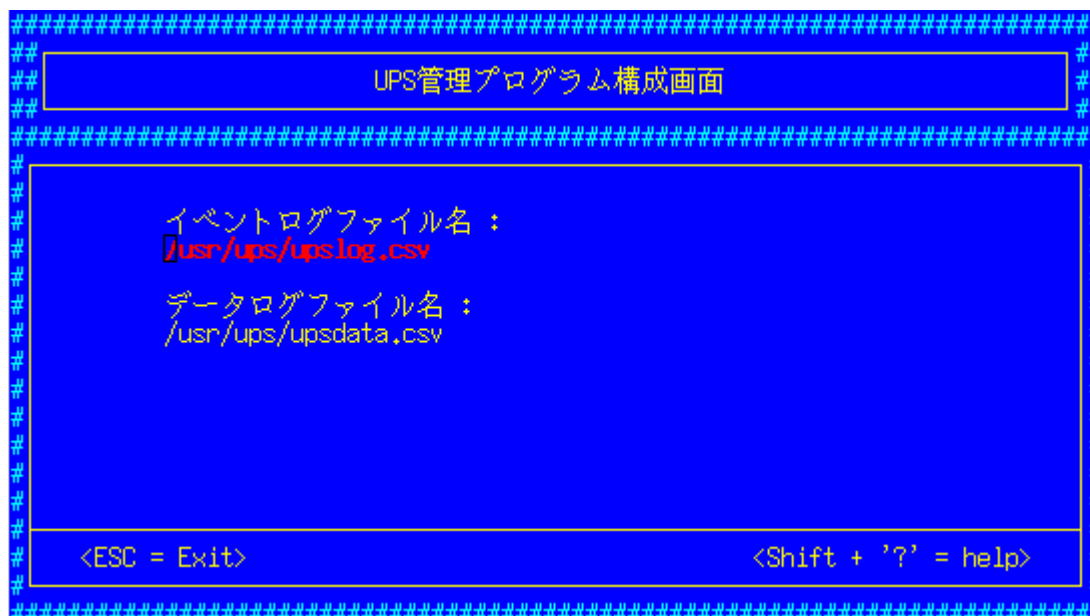 UPS管理プログラム構成画面
イベントログファイル名 :
/usr/ups/upslog.csv
データログファイル名 :
/usr/ups/upsdata.csv
<ESC = Exit> <Shift + '?' = help>